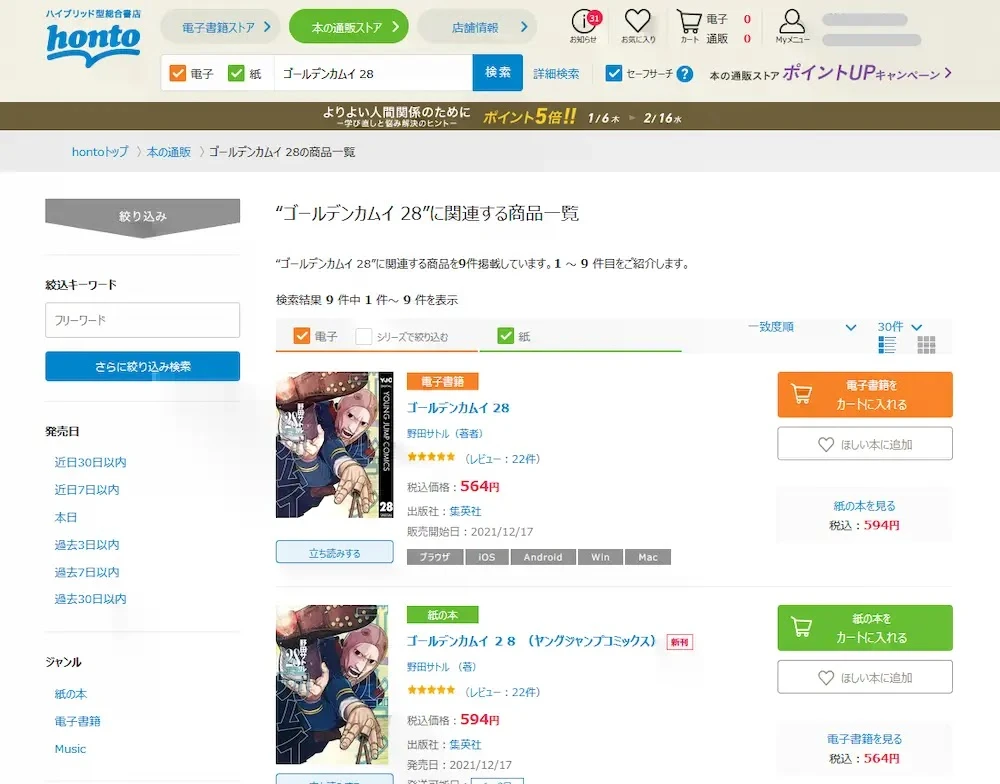 ハイブリッド型総合書店
honto
電子書籍ストア
本の通販ストア
店舗情報
31
お知らせ
お気に入り
カート
電子 0
通販 0
Myメニュー
電子
紙
ゴールデンカムイ 28
検索
詳細検索
セーフサーチ ?
本の通販ストア ポイントUPキャンペーン
よりよい人間関係のために
ー学び直しと悩み解決のヒントー
ポイント5倍!! 1/6木 ▶ 2/16水
hontoトップ 〉本の通販 〉ゴールデンカムイ 28の商品一覧
絞り込み
絞込キーワード
フリーワード
さらに絞り込み検索
発売日
近日30日以内
近日7日以内
本日
過去3日以内
過去7日以内
過去30日以内
ジャンル
紙の本
電子書籍
Music
“ゴールデンカムイ 28”に関連する商品一覧
“ゴールデンカムイ 28”に関連する商品を9件掲載しています。1 ～ 9 件目をご紹介します。
検索結果 9 件中 1 件～ 9 件を表示
電子
シリーズで絞り込む
紙
一致度順
30件
YJC
YOUNG JUMP COMICS
28
野田サトル
28
ムイ
立ち読みする
電子書籍
ゴールデンカムイ 28
野田サトル（著者）
★★★★★ （レビュー：22件）
税込価格：564円
出版社：集英社
販売開始日：2021/12/17
ブラウザ
iOS
Android
Win
Mac
電子書籍を
カートに入れる
ほしい本に追加
紙の本を見る
税込：594円
野田サトル
28
ムイ
紙の本
ゴールデンカムイ ２８ （ヤングジャンプコミックス） 新刊
野田サトル （著）
★★★★★ （レビュー：22件）
税込価格：594円
出版社：集英社
発売日：2021/12/17
紙の本を
カートに入れる
ほしい本に追加
電子書籍を見る
税込：564円